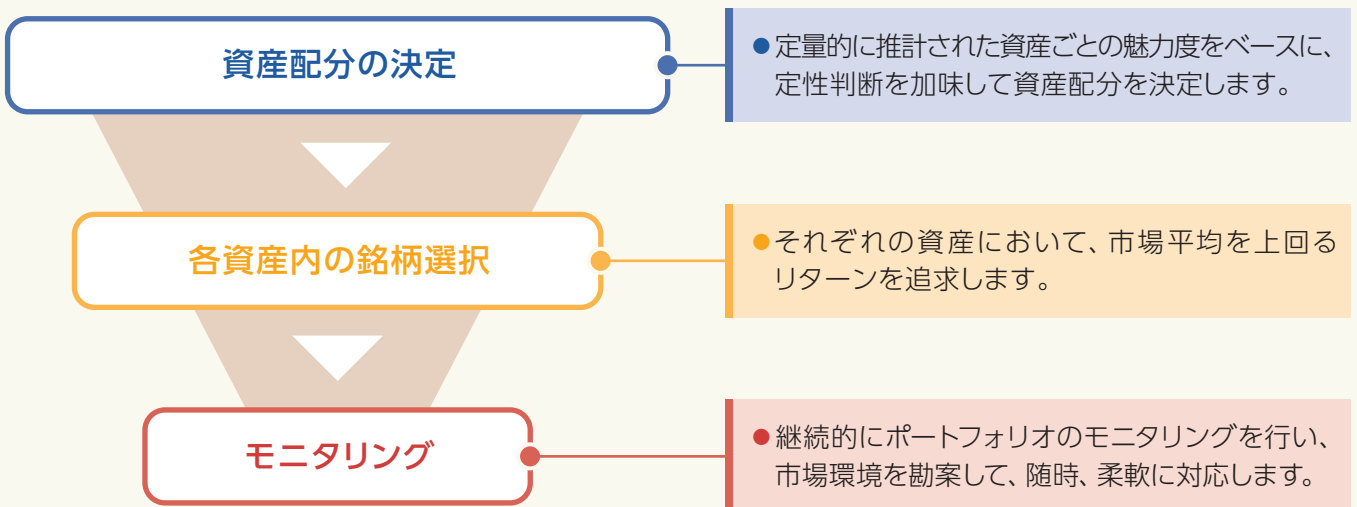 資産配分の決定
●定量的に推計された資産ごとの魅力度をベースに、
定性判断を加味して資産配分を決定します。
各資産内の銘柄選択
●それぞれの資産において、市場平均を上回る
リターンを追求します。
モニタリング
●継続的にポートフォリオのモニタリングを行い、
市場環境を勘案して、随時、柔軟に対応します。